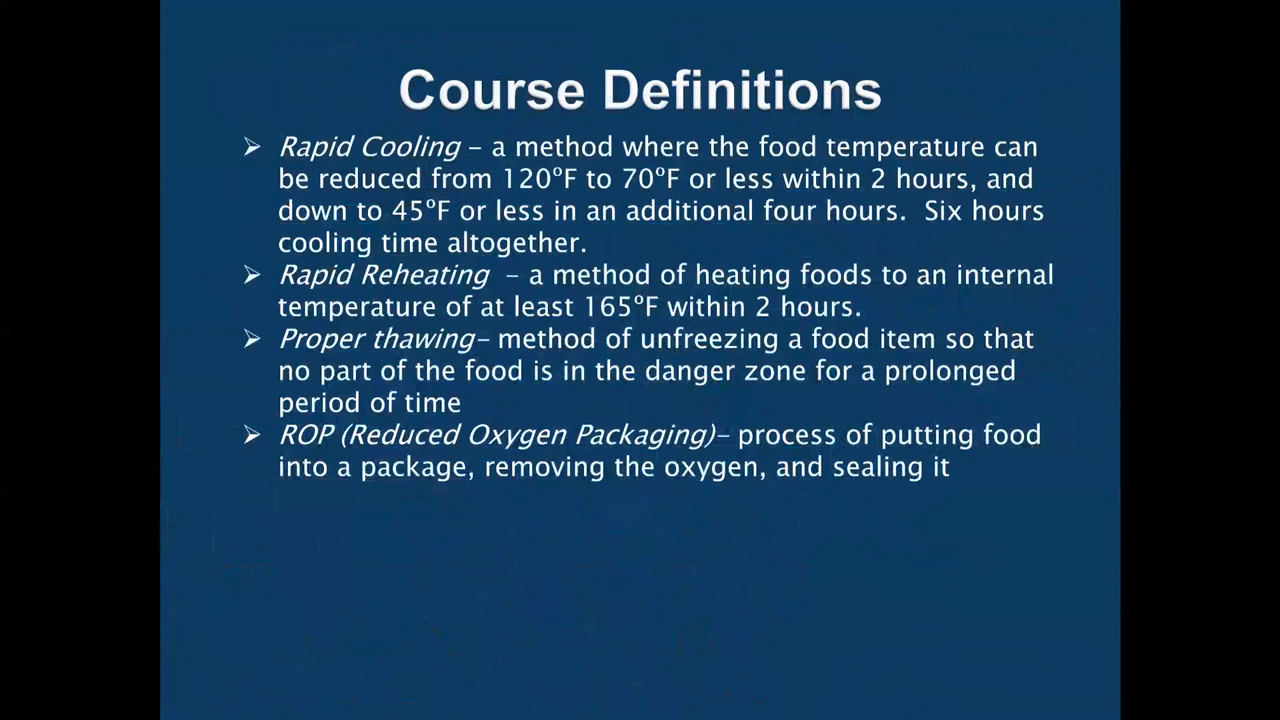 Course Definitions
➢ Rapid Cooling – a method where the food temperature can
be reduced from 120ºF to 70ºF or less within 2 hours, and
down to 45ºF or less in an additional four hours.  Six hours
cooling time altogether.
➢ Rapid Reheating  – a method of heating foods to an internal
temperature of at least 165ºF within 2 hours.
➢ Proper thawing– method of unfreezing a food item so that
no part of the food is in the danger zone for a prolonged
period of time
➢ ROP (Reduced Oxygen Packaging)– process of putting food
into a package, removing the oxygen, and sealing it